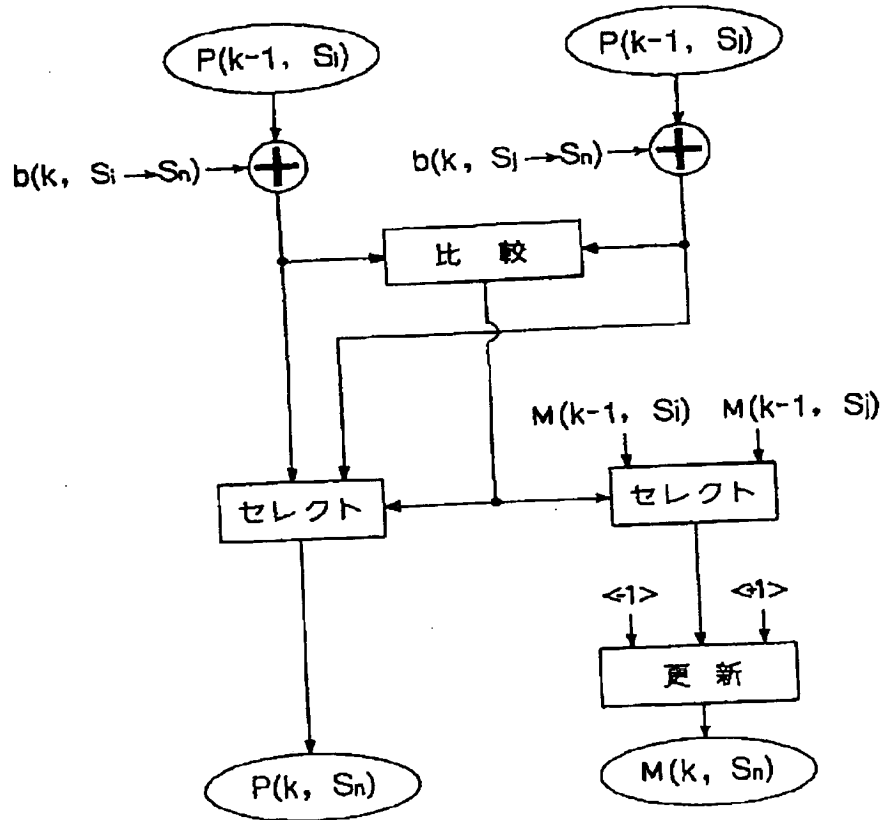 P(k-1, Si)
P(k-1, Sj)
b(k, Si→Sn)
b(k, Sj→Sn)
比較
M(k-1, Si) M(k-1, Sj)
セレクト
セレクト
<-1> <-1>
更新
P(k, Sn)
M(k, Sn)